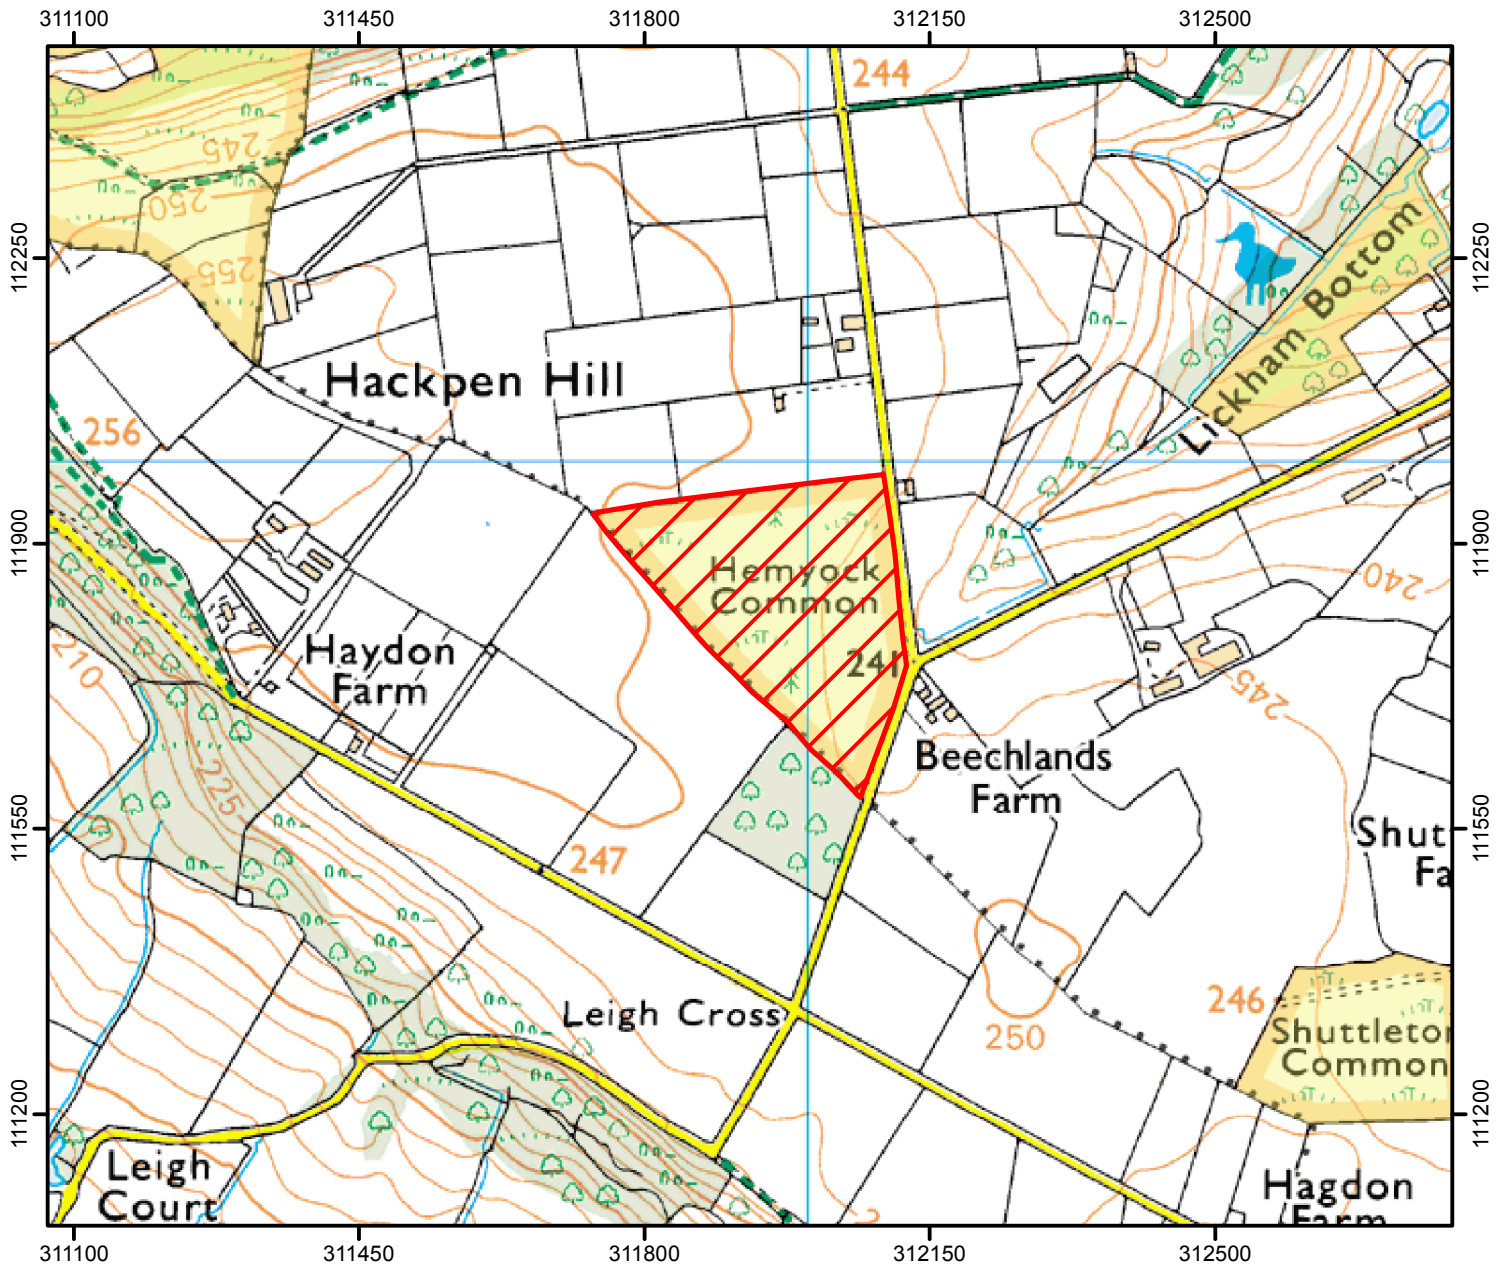 311100 311450 311800 312150 312500
244
245
250
255
112250
112250
Lickham Bottom
Hackpen Hill
256
111900
111900
240
Hemyock
Common
241
Haydon
Farm
210
245
225
Beechlands
Farm
111550
111550
Shut
Fa
247
Leigh Cross
250
246
Shuttleton
Common
111200
111200
Leigh
Court
Hagdon
Farm
311100 311450 311800 312150 312500